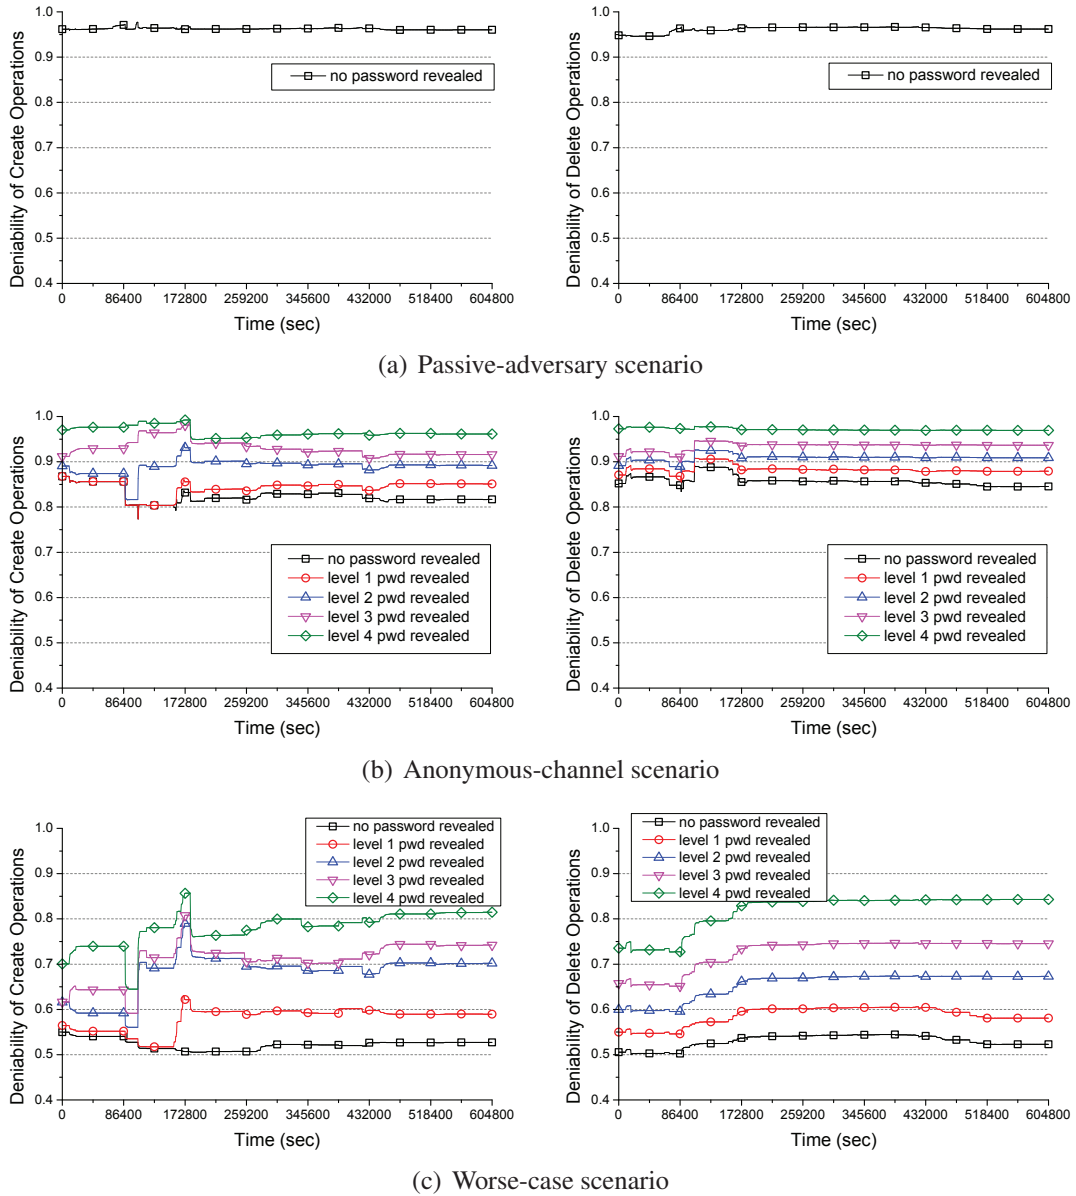 1.0
0.9
0.8
0.7
0.6
0.5
0.4
Deniability of Create Operations
no password revealed
0 86400 172800 259200 345600 432000 518400 604800
Time (sec)
1.0
0.9
0.8
0.7
0.6
0.5
0.4
Deniability of Delete Operations
no password revealed
0 86400 172800 259200 345600 432000 518400 604800
Time (sec)
(a) Passive-adversary scenario
1.0
0.9
0.8
0.7
0.6
0.5
0.4
Deniability of Create Operations
no password revealed
level 1 pwd revealed
level 2 pwd revealed
level 3 pwd revealed
level 4 pwd revealed
0 86400 172800 259200 345600 432000 518400 604800
Time (sec)
1.0
0.9
0.8
0.7
0.6
0.5
0.4
Deniability of Delete Operations
no password revealed
level 1 pwd revealed
level 2 pwd revealed
level 3 pwd revealed
level 4 pwd revealed
0 86400 172800 259200 345600 432000 518400 604800
Time (sec)
(b) Anonymous-channel scenario
1.0
0.9
0.8
0.7
0.6
0.5
0.4
Deniability of Create Operations
no password revealed
level 1 pwd revealed
level 2 pwd revealed
level 3 pwd revealed
level 4 pwd revealed
0 86400 172800 259200 345600 432000 518400 604800
Time (sec)
1.0
0.9
0.8
0.7
0.6
0.5
0.4
Deniability of Delete Operations
no password revealed
level 1 pwd revealed
level 2 pwd revealed
level 3 pwd revealed
level 4 pwd revealed
0 86400 172800 259200 345600 432000 518400 604800
Time (sec)
(c) Worse-case scenario